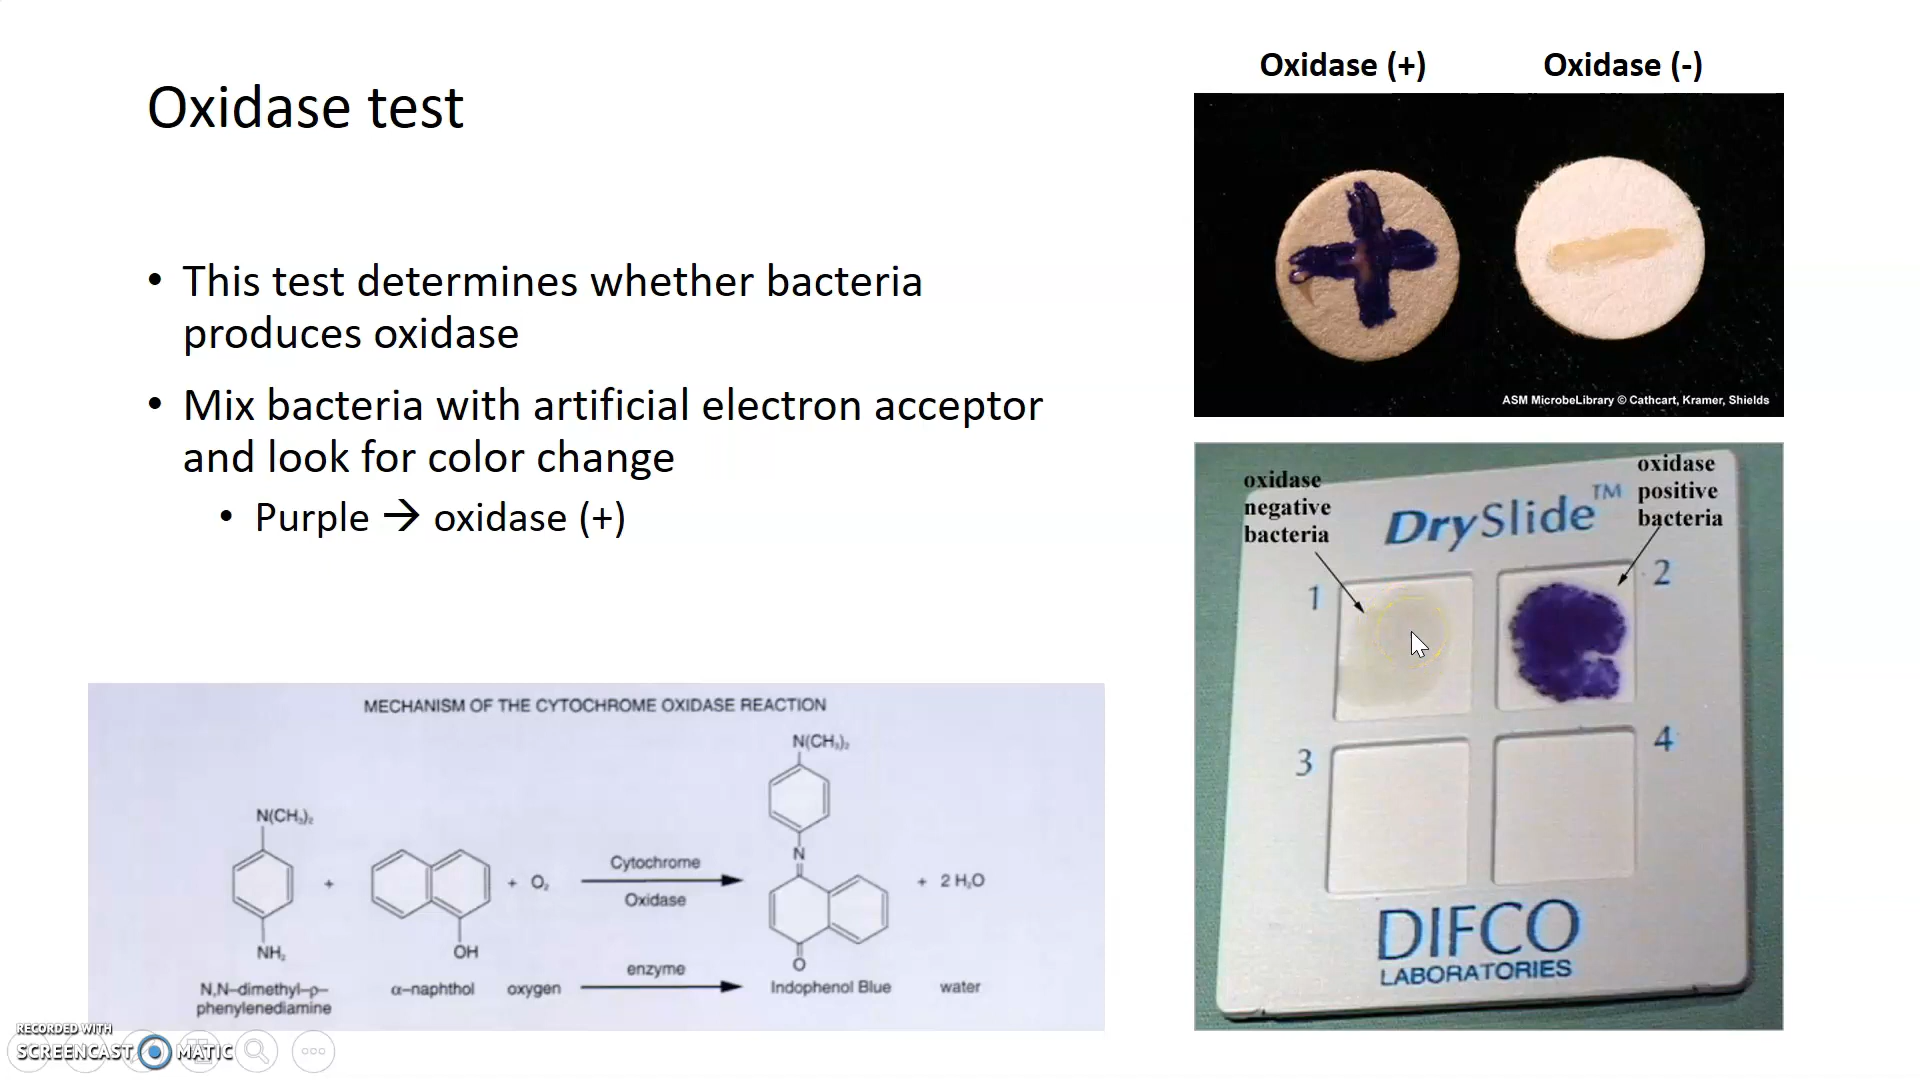 Oxidase test
• This test determines whether bacteria
produces oxidase
• Mix bacteria with artificial electron acceptor
and look for color change
• Purple → oxidase (+)
Oxidase (+) Oxidase (-)
ASM MicrobeLibrary © Cathcart, Kramer, Shields
oxidase
negative
bacteria
oxidase
positive
bacteria
DrySlide™
1
2
3
4
DIFCO
LABORATORIES
MECHANISM OF THE CYTOCHROME OXIDASE REACTION
N(CH₃)₂
NH₂
N,N–dimethyl–p–
phenylenediamine
+
OH
α–naphthol
+ O₂
oxygen
Cytochrome
Oxidase
enzyme
N(CH₃)₂
N
O
Indophenol Blue
+ 2 H₂O
water
RECORDED WITH
SCREENCAST MATIC